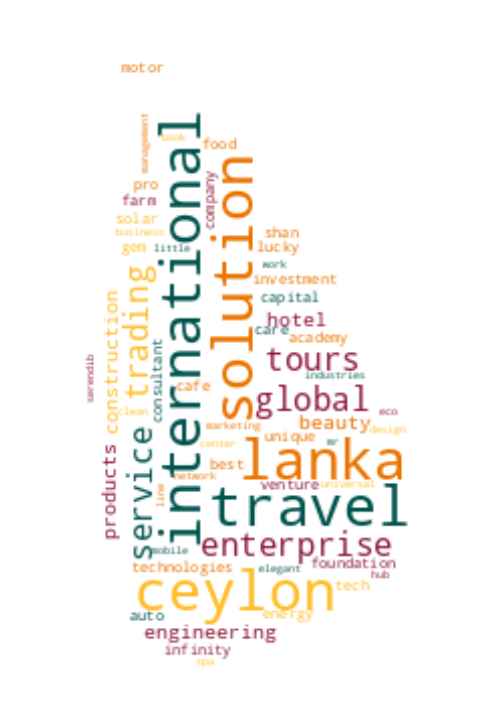 motor
management
book
food
international
solution
company
pro
farm
solar
business
gem
little
shan
lucky
work
investment
trading
construction
capital
hotel
care
academy
consultant
tours
industries
serendib
cafe
global
clean
eco
marketing
beauty
design
service
center
unique
mr
products
best
lanka
network
line
venture
universal
travel
enterprise
mobile
technologies
elegant
foundation
hub
ceylon
tech
auto
energy
engineering
infinity
spa